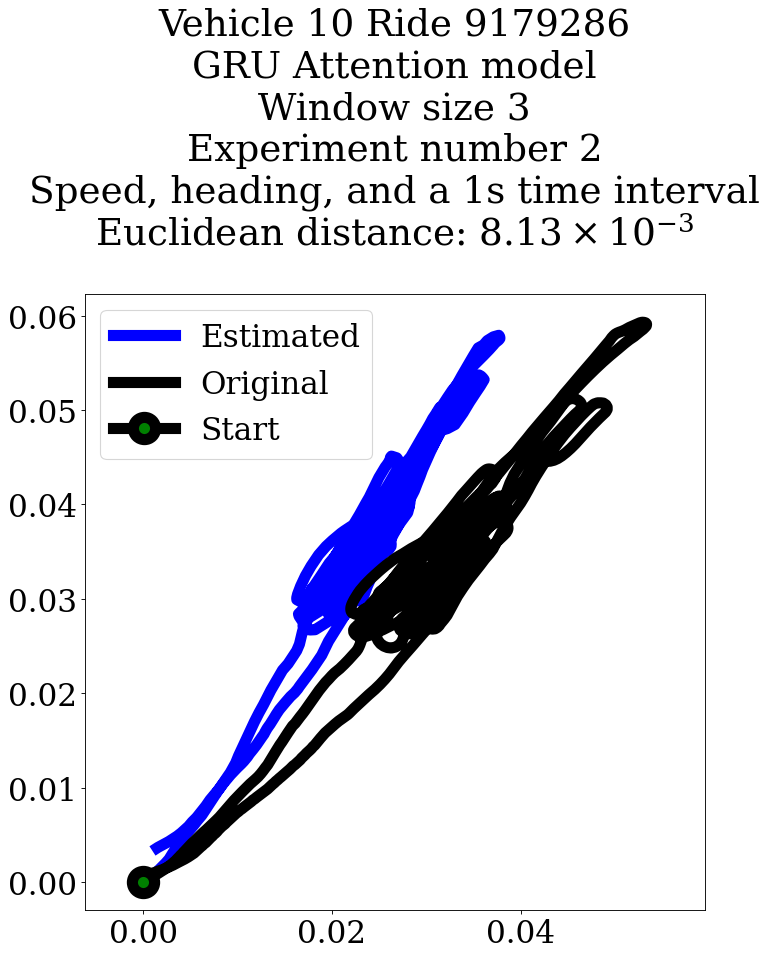 Vehicle 10 Ride 9179286
GRU Attention model
Window size 3
Experiment number 2
Speed, heading, and a 1s time interval
Euclidean distance: 8.13 × 10⁻³
0.06
Estimated
Original
0.05
Start
0.04
0.03
0.02
0.01
0.00
0.00 0.02 0.04